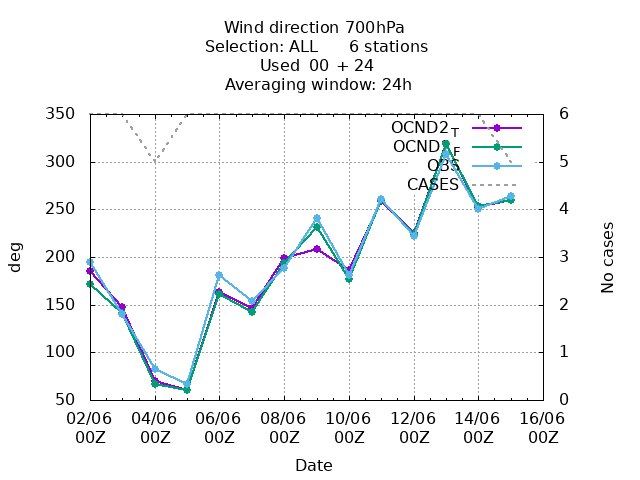 Wind direction 700hPa
Selection: ALL 6 stations
Used 00 + 24
Averaging window: 24h
350
300
250
200
150
100
50
6
5
4
3
2
1
0
deg
No cases
OCND2_T
OCND2_F
OBS
CASES
02/06 04/06 06/06 08/06 10/06 12/06 14/06 16/06
00Z 00Z 00Z 00Z 00Z 00Z 00Z 00Z
Date